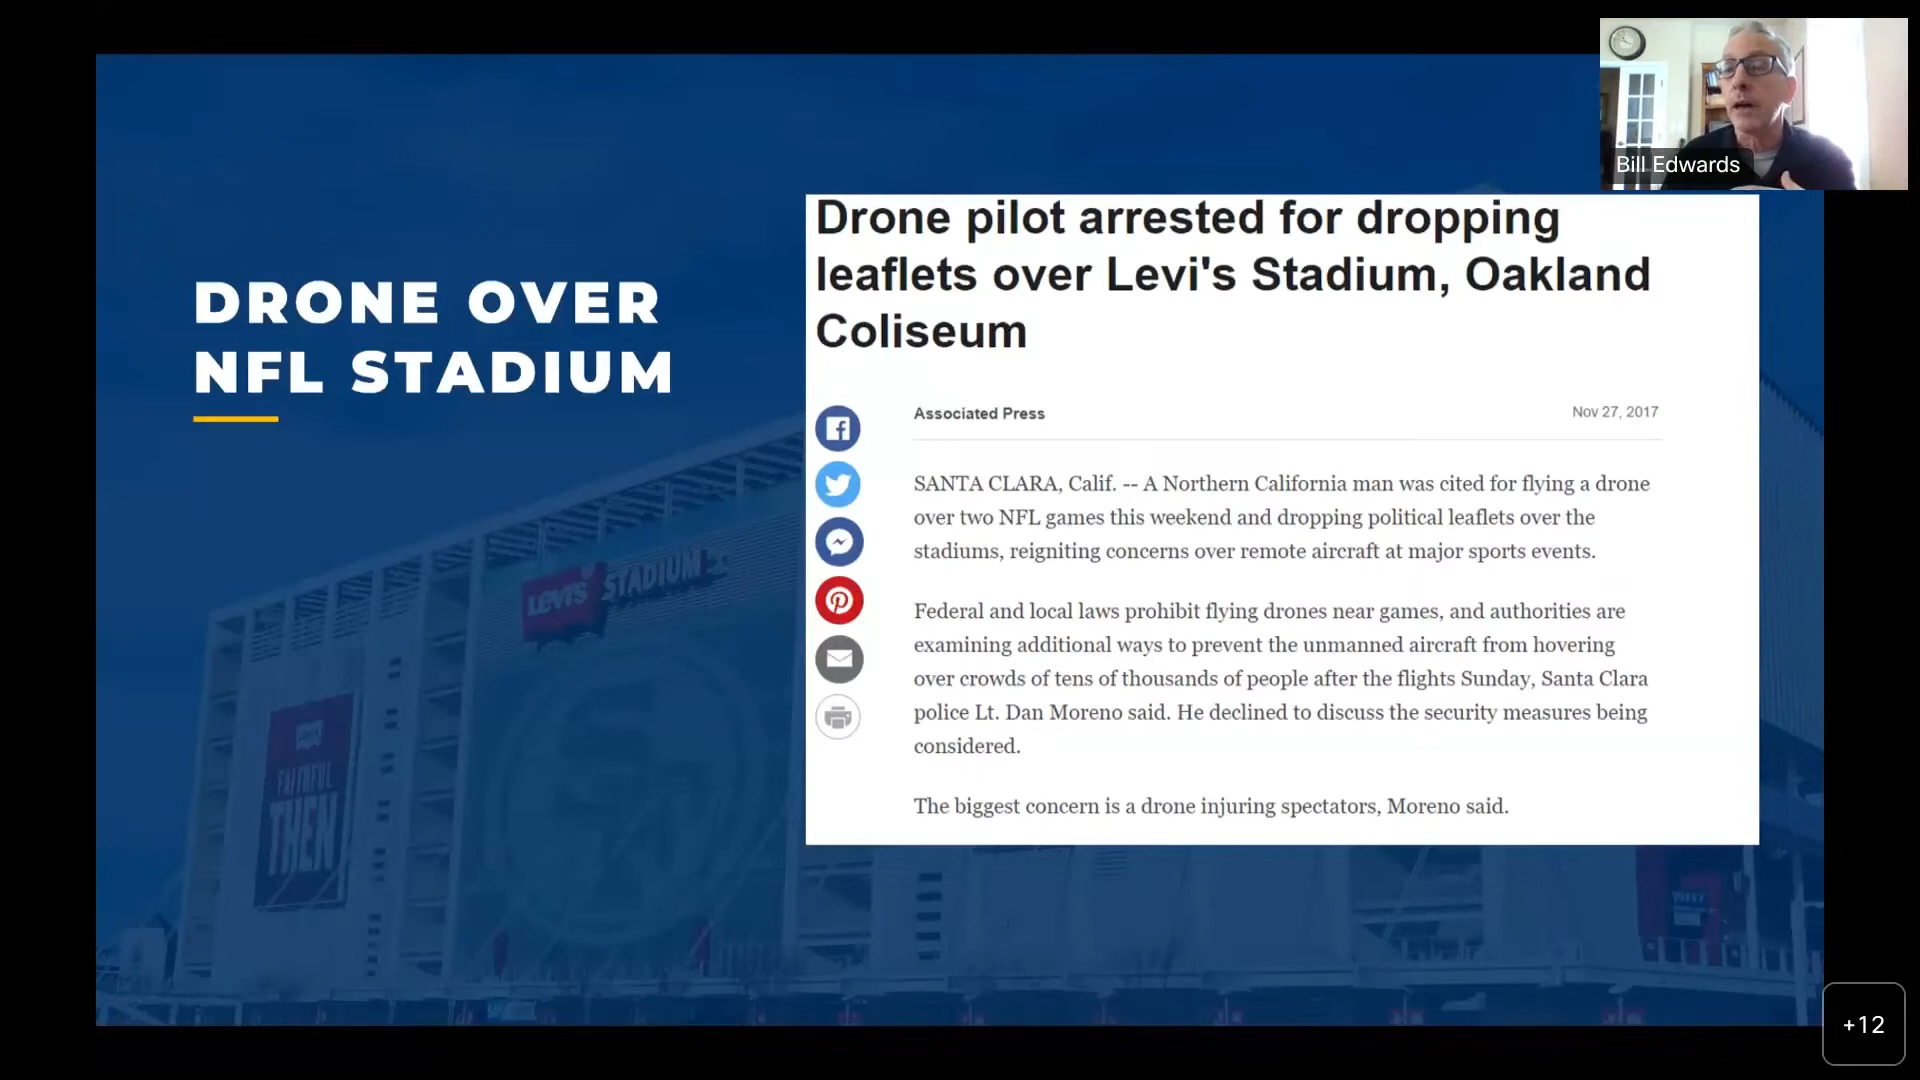 Bill Edwards
DRONE OVER
NFL STADIUM
Drone pilot arrested for dropping
leaflets over Levi's Stadium, Oakland
Coliseum
Associated Press
Nov 27, 2017
SANTA CLARA, Calif. -- A Northern California man was cited for flying a drone
over two NFL games this weekend and dropping political leaflets over the
stadiums, reigniting concerns over remote aircraft at major sports events.
Federal and local laws prohibit flying drones near games, and authorities are
examining additional ways to prevent the unmanned aircraft from hovering
over crowds of tens of thousands of people after the flights Sunday, Santa Clara
police Lt. Dan Moreno said. He declined to discuss the security measures being
considered.
The biggest concern is a drone injuring spectators, Moreno said.
LEVI'S STADIUM
FAITHFUL
THEN
+12